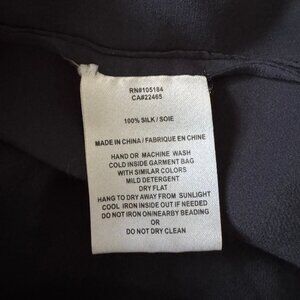 RN#105184
CA#22465
100% SILK / SOIE
MADE IN CHINA / FABRIQUE EN CHINE
HAND OR MACHINE WASH
COLD INSIDE GARMENT BAG
WITH SIMILAR COLORS
MILD DETERGENT
DRY FLAT
HANG TO DRY AWAY FROM SUNLIGHT
COOL IRON INSIDE OUT IF NEEDED
DO NOT IRON ON/NEARBY BEADING
OR
DO NOT DRY CLEAN